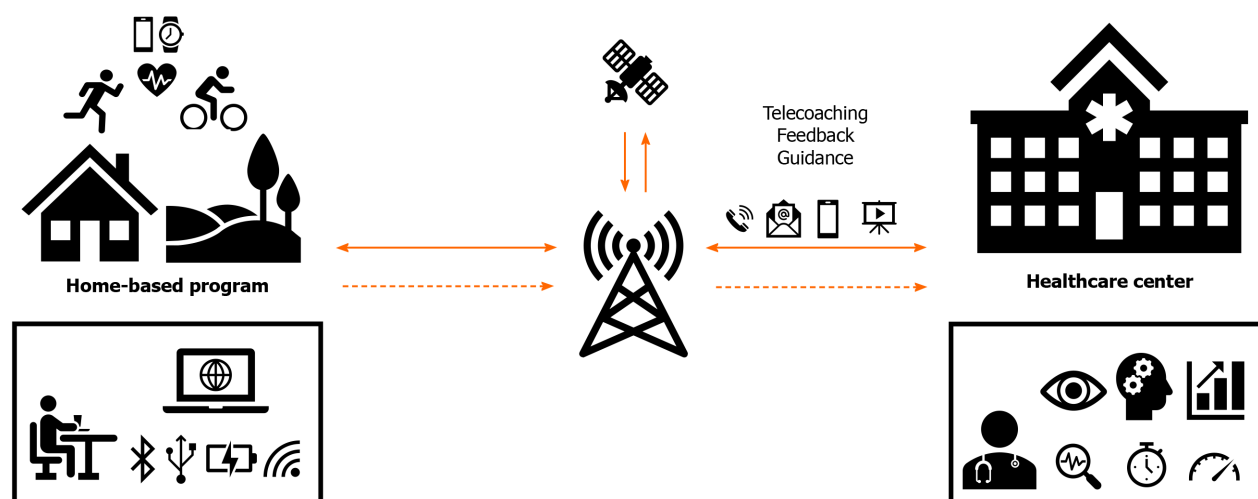 Telecoaching
Feedback
Guidance
Home-based program
Healthcare center
@